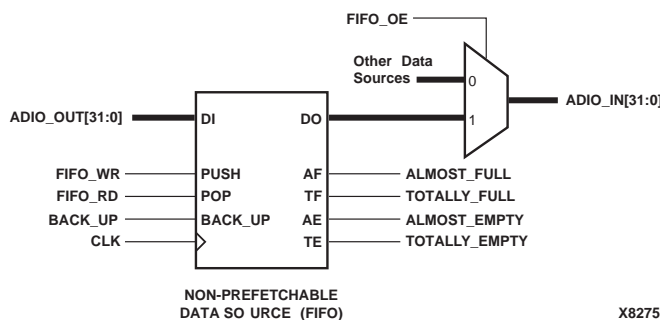 FIFO_OE
Other Data
Sources
0
ADIO_IN[31:0]
ADIO_OUT[31:0]
DI
DO
1
FIFO_WR
PUSH
AF
ALMOST_FULL
FIFO_RD
POP
TF
TOTALLY_FULL
BACK_UP
BACK_UP
AE
ALMOST_EMPTY
CLK
TE
TOTALLY_EMPTY
NON-PREFETCHABLE
DATA SO URCE (FIFO)
X8275